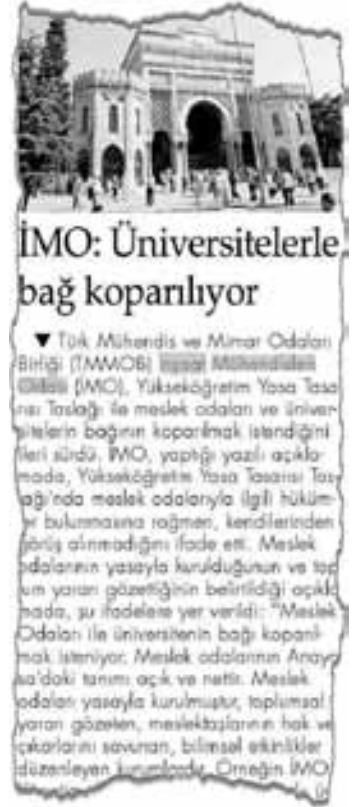 İMO: Üniversitelerle
bağ koparılıyor
▼ Türk Mühendis ve Mimar Odaları
Birliği (TMMOB) İnşaat Mühendisleri
Odası (İMO), Yükseköğretim Yasa Tasa
rısı Taslağı ile meslek odaları ve üniver-
sitelerin bağının koparılmak istendiğini
ileri sürdü. İMO, yaptığı yazılı açıkla-
mada, Yükseköğretim Yasa Tasarısı Tas-
lağı'nda meslek odalarıyla ilgili hüküm-
er bulunmasına rağmen, kendilerinden
görüş alınmadığını ifade etti. Meslek
odalarının yasayla kurulduğunun ve top
um yararı gözettiğinin belirtildiği açıkla
mada, şu ifadelere yer verildi: "Meslek
Odaları ile üniversitenin bağı koparıl-
mak isteniyor. Meslek odalarının Anaya
sa'daki tanımı açık ve nettir. Meslek
odaları yasayla kurulmuştur, toplumsal
yararı gözeten, meslektaşlarının hak ve
çıkarlarını savunan, bilimsel etkinlikler
düzenleyen kurumlardır. Örneğin İMO